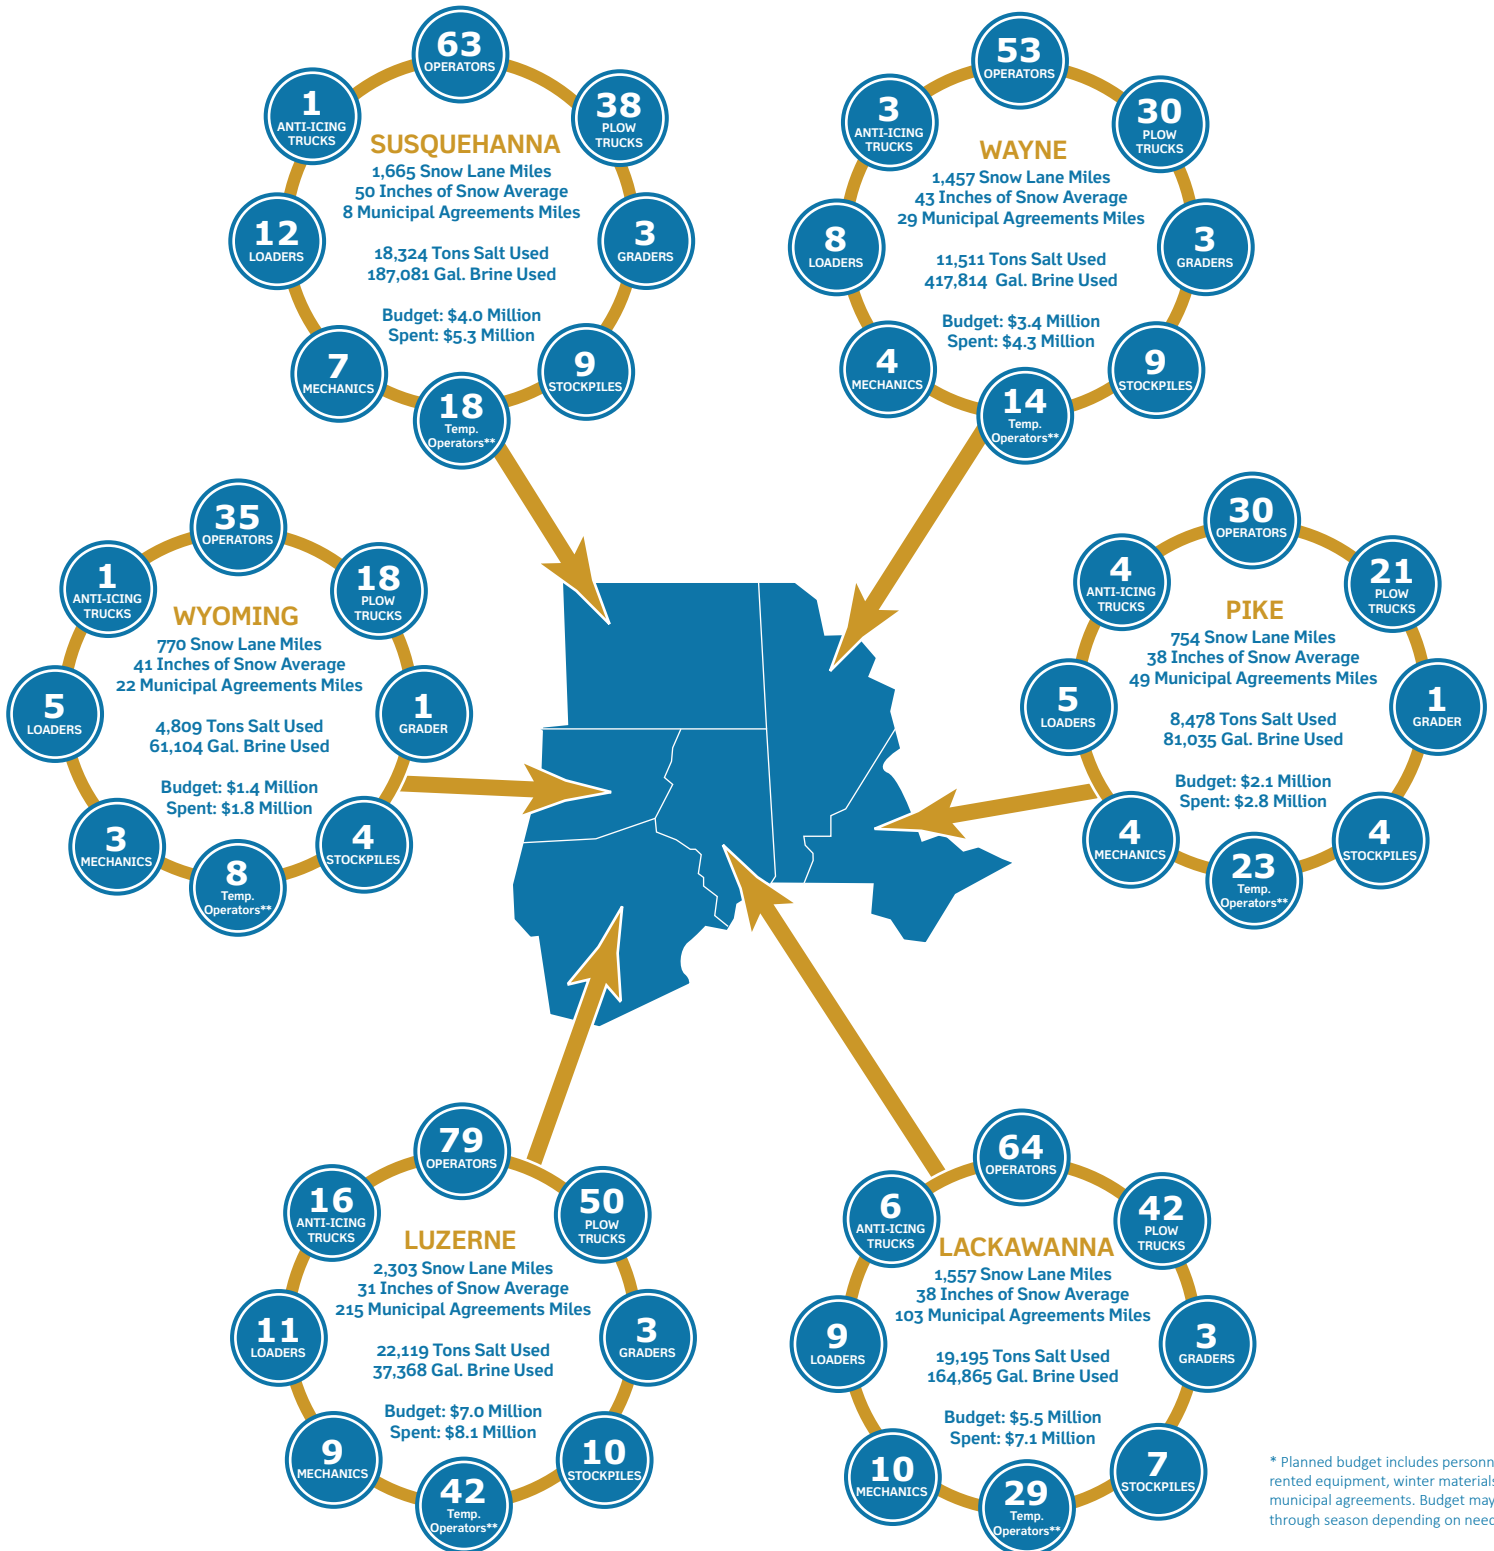 63
OPERATORS
1
ANTI-ICING
TRUCKS
38
PLOW
TRUCKS
SUSQUEHANNA
1,665 Snow Lane Miles
50 Inches of Snow Average
8 Municipal Agreements Miles
12
LOADERS
3
GRADERS
18,324 Tons Salt Used
187,081 Gal. Brine Used
Budget: $4.0 Million
Spent: $5.3 Million
7
MECHANICS
9
STOCKPILES
18
Temp.
Operators**
53
OPERATORS
3
ANTI-ICING
TRUCKS
30
PLOW
TRUCKS
WAYNE
1,457 Snow Lane Miles
43 Inches of Snow Average
29 Municipal Agreements Miles
8
LOADERS
3
GRADERS
11,511 Tons Salt Used
417,814 Gal. Brine Used
Budget: $3.4 Million
Spent: $4.3 Million
4
MECHANICS
9
STOCKPILES
14
Temp.
Operators**
35
OPERATORS
1
ANTI-ICING
TRUCKS
18
PLOW
TRUCKS
WYOMING
770 Snow Lane Miles
41 Inches of Snow Average
22 Municipal Agreements Miles
5
LOADERS
1
GRADER
4,809 Tons Salt Used
61,104 Gal. Brine Used
Budget: $1.4 Million
Spent: $1.8 Million
3
MECHANICS
4
STOCKPILES
8
Temp.
Operators**
30
OPERATORS
4
ANTI-ICING
TRUCKS
21
PLOW
TRUCKS
PIKE
754 Snow Lane Miles
38 Inches of Snow Average
49 Municipal Agreements Miles
5
LOADERS
1
GRADER
8,478 Tons Salt Used
81,035 Gal. Brine Used
Budget: $2.1 Million
Spent: $2.8 Million
4
MECHANICS
4
STOCKPILES
23
Temp.
Operators**
79
OPERATORS
16
ANTI-ICING
TRUCKS
50
PLOW
TRUCKS
LUZERNE
2,303 Snow Lane Miles
31 Inches of Snow Average
215 Municipal Agreements Miles
11
LOADERS
3
GRADERS
22,119 Tons Salt Used
37,368 Gal. Brine Used
Budget: $7.0 Million
Spent: $8.1 Million
9
MECHANICS
10
STOCKPILES
42
Temp.
Operators**
64
OPERATORS
6
ANTI-ICING
TRUCKS
42
PLOW
TRUCKS
LACKAWANNA
1,557 Snow Lane Miles
38 Inches of Snow Average
103 Municipal Agreements Miles
9
LOADERS
3
GRADERS
19,195 Tons Salt Used
164,865 Gal. Brine Used
Budget: $5.5 Million
Spent: $7.1 Million
10
MECHANICS
7
STOCKPILES
29
Temp.
Operators**
* Planned budget includes
rented equipment, winter materials
municipal agreements. Budget may
through season depending on